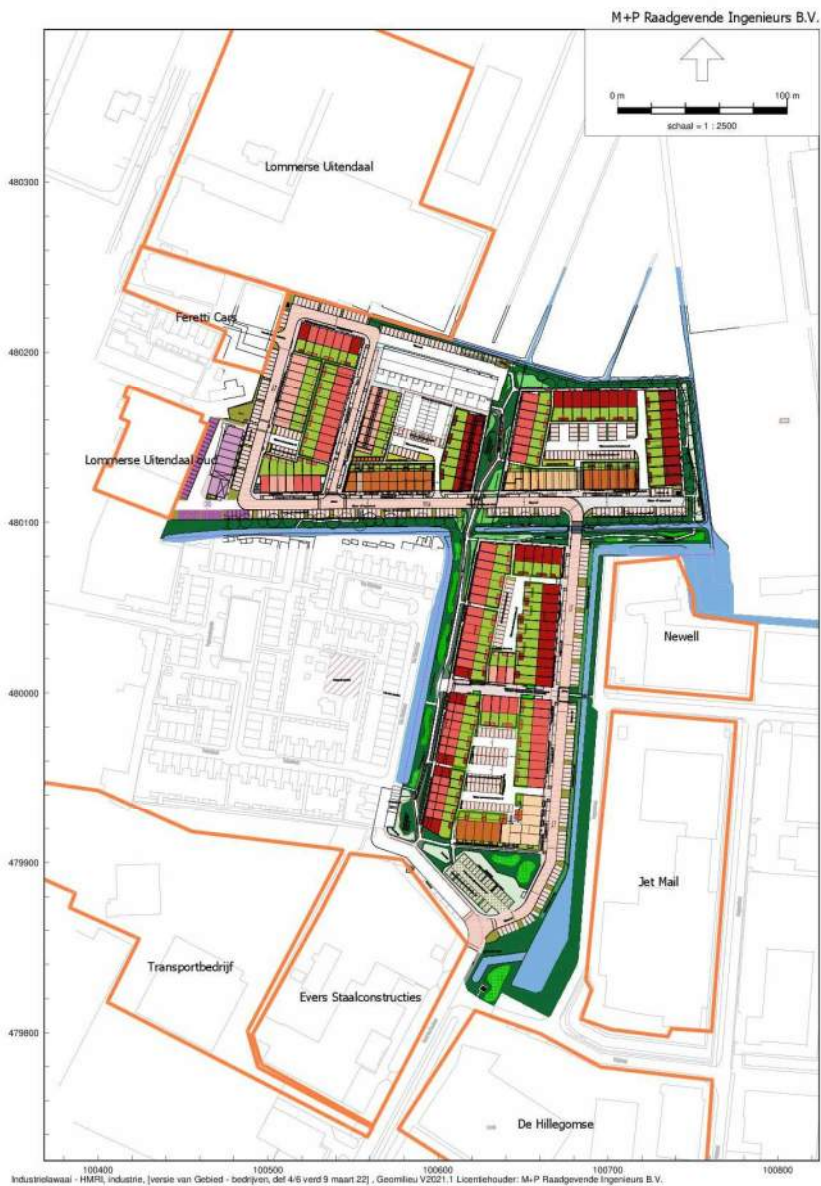 M+P Raadgevende Ingenieurs B.V.
0 m 100 m
schaal = 1 : 2500
480300
Lommerse Uitendaal
Feretti Cars
480200
Lommerse Uitendaal oud
480100
Newell
480000
479900
Jet Mail
Transportbedrijf
Evers Staalconstructies
479800
De Hillegomse
100400 100500 100600 100700 100800
Industrielawaai - HMRI, industrie, [versie van Gebied - bedrijven, def 4/6 verd 9 maart 22] , Geomilieu V2021.1 Licentiehouder: M+P Raadgevende Ingenieurs B.V.